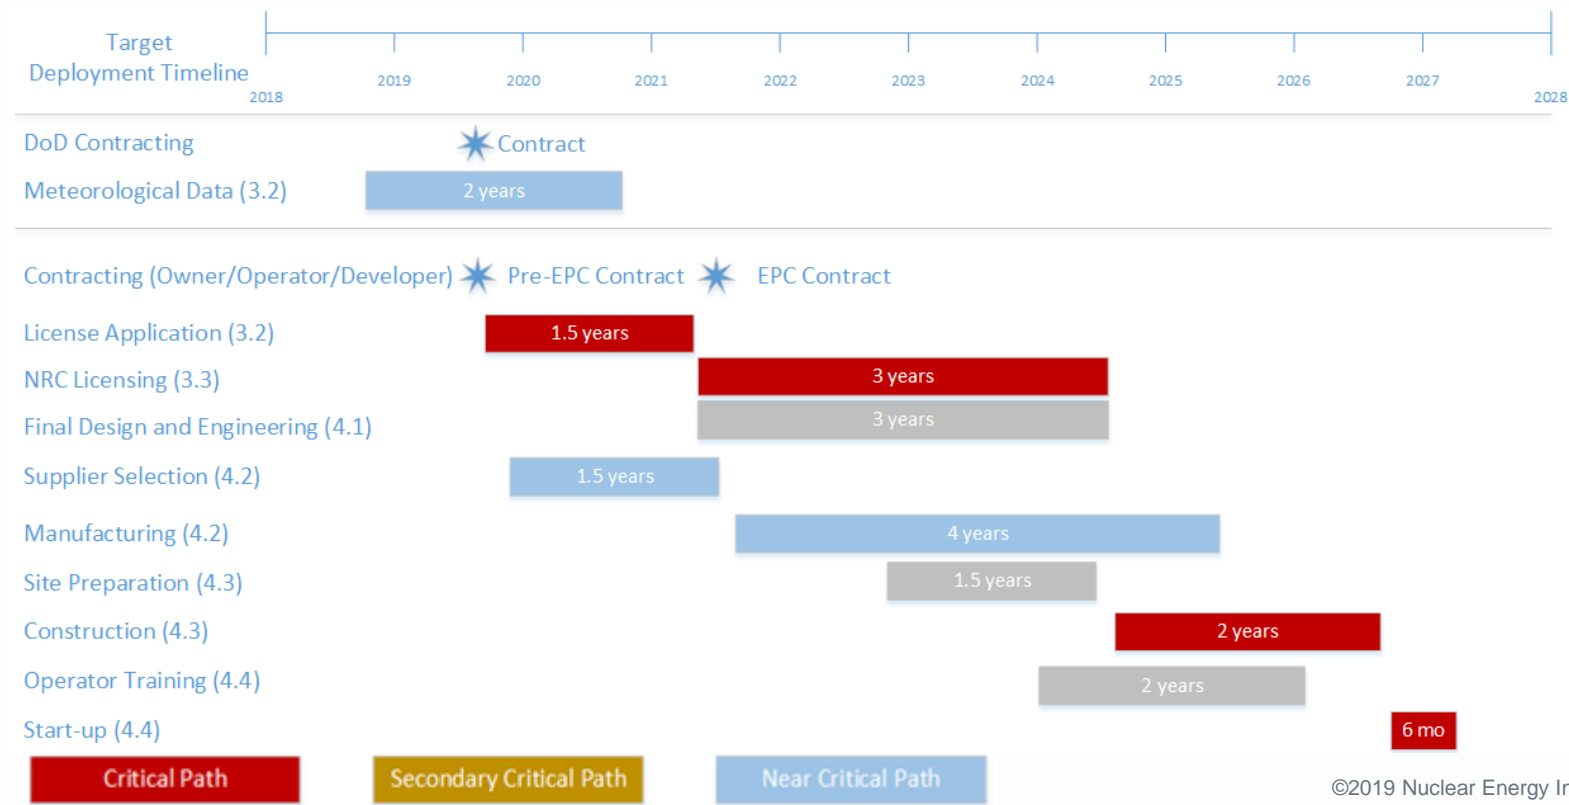 Target
Deployment Timeline
2018
2019
2020
2021
2022
2023
2024
2025
2026
2027
2028
DoD Contracting
Contract
Meteorological Data (3.2)
2 years
Contracting (Owner/Operator/Developer)
Pre-EPC Contract
EPC Contract
License Application (3.2)
1.5 years
NRC Licensing (3.3)
3 years
Final Design and Engineering (4.1)
3 years
Supplier Selection (4.2)
1.5 years
Manufacturing (4.2)
4 years
Site Preparation (4.3)
1.5 years
Construction (4.3)
2 years
Operator Training (4.4)
2 years
Start-up (4.4)
6 mo
Critical Path
Secondary Critical Path
Near Critical Path
©2019 Nuclear Energy In